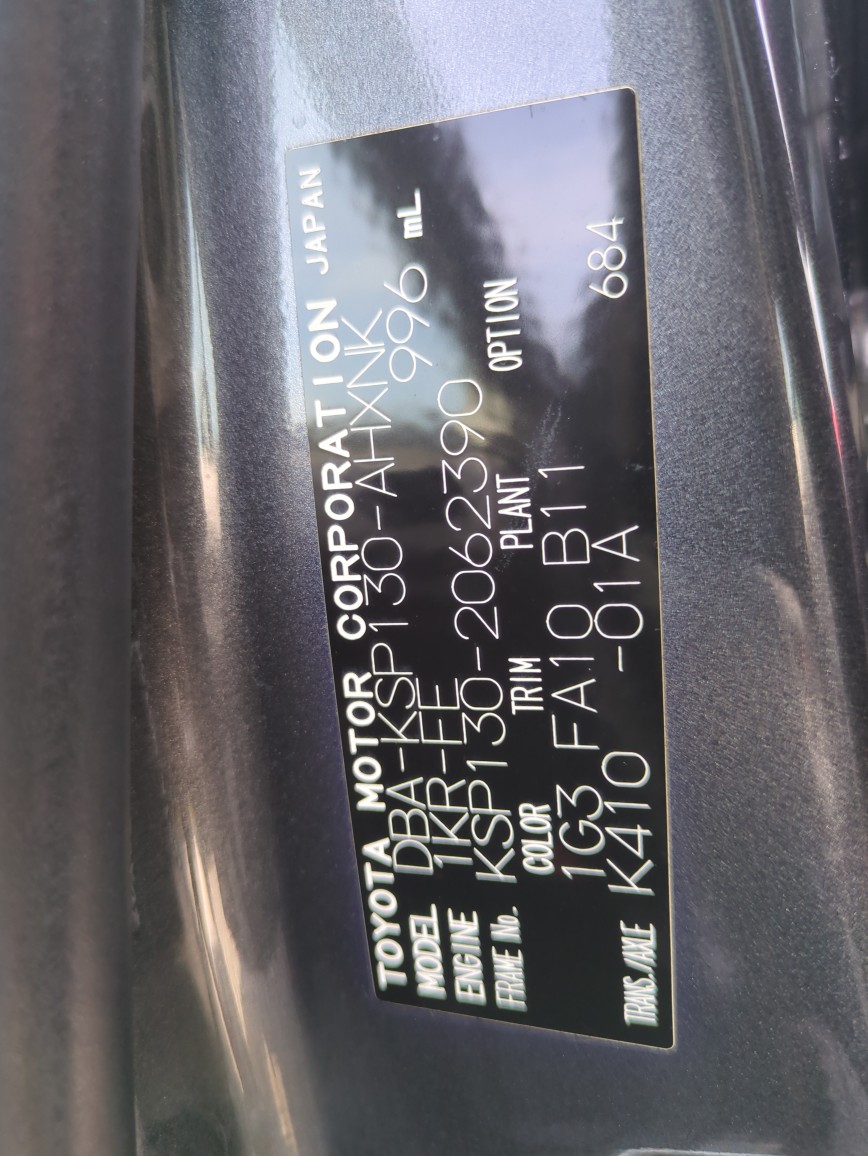 TOYOTA MOTOR CORPORATION JAPAN
MODEL DBA-KSP130-AHXNK
ENGINE 1KR-FE 996 mL
FRAME No. KSP130-2062390
COLOR TRIM PLANT OPTION
1G3 FA10 B11
TRANS./AXLE K410 -01A 684